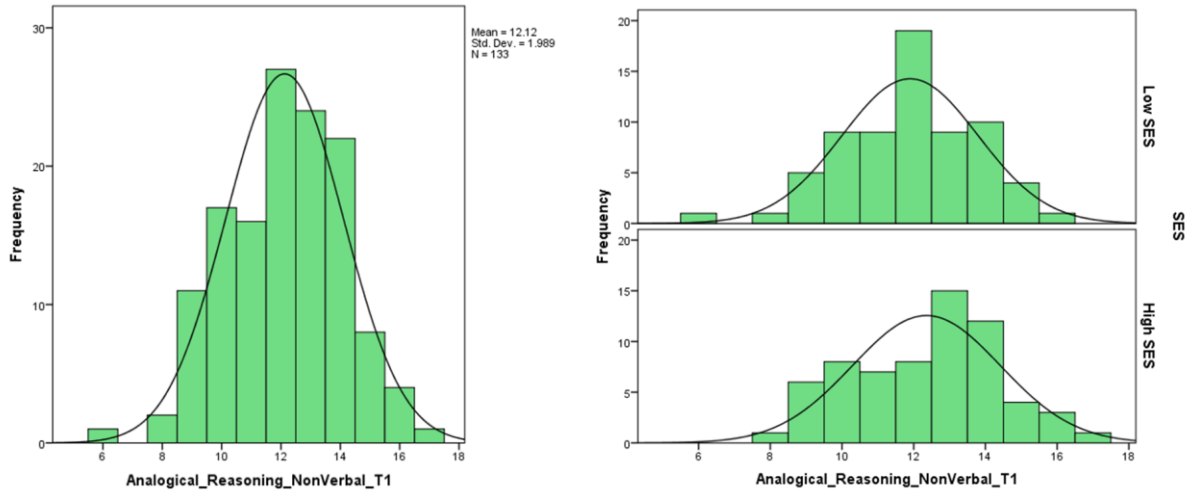 30
20
10
0
6 8 10 12 14 16 18
Frequency
Analogical_Reasoning_NonVerbal_T1
Mean = 12.12
Std. Dev. = 1.989
N = 133
20
15
10
5
0
Low SES
20
15
10
5
0
High SES
SES
Frequency
6 8 10 12 14 16 18
Analogical_Reasoning_NonVerbal_T1